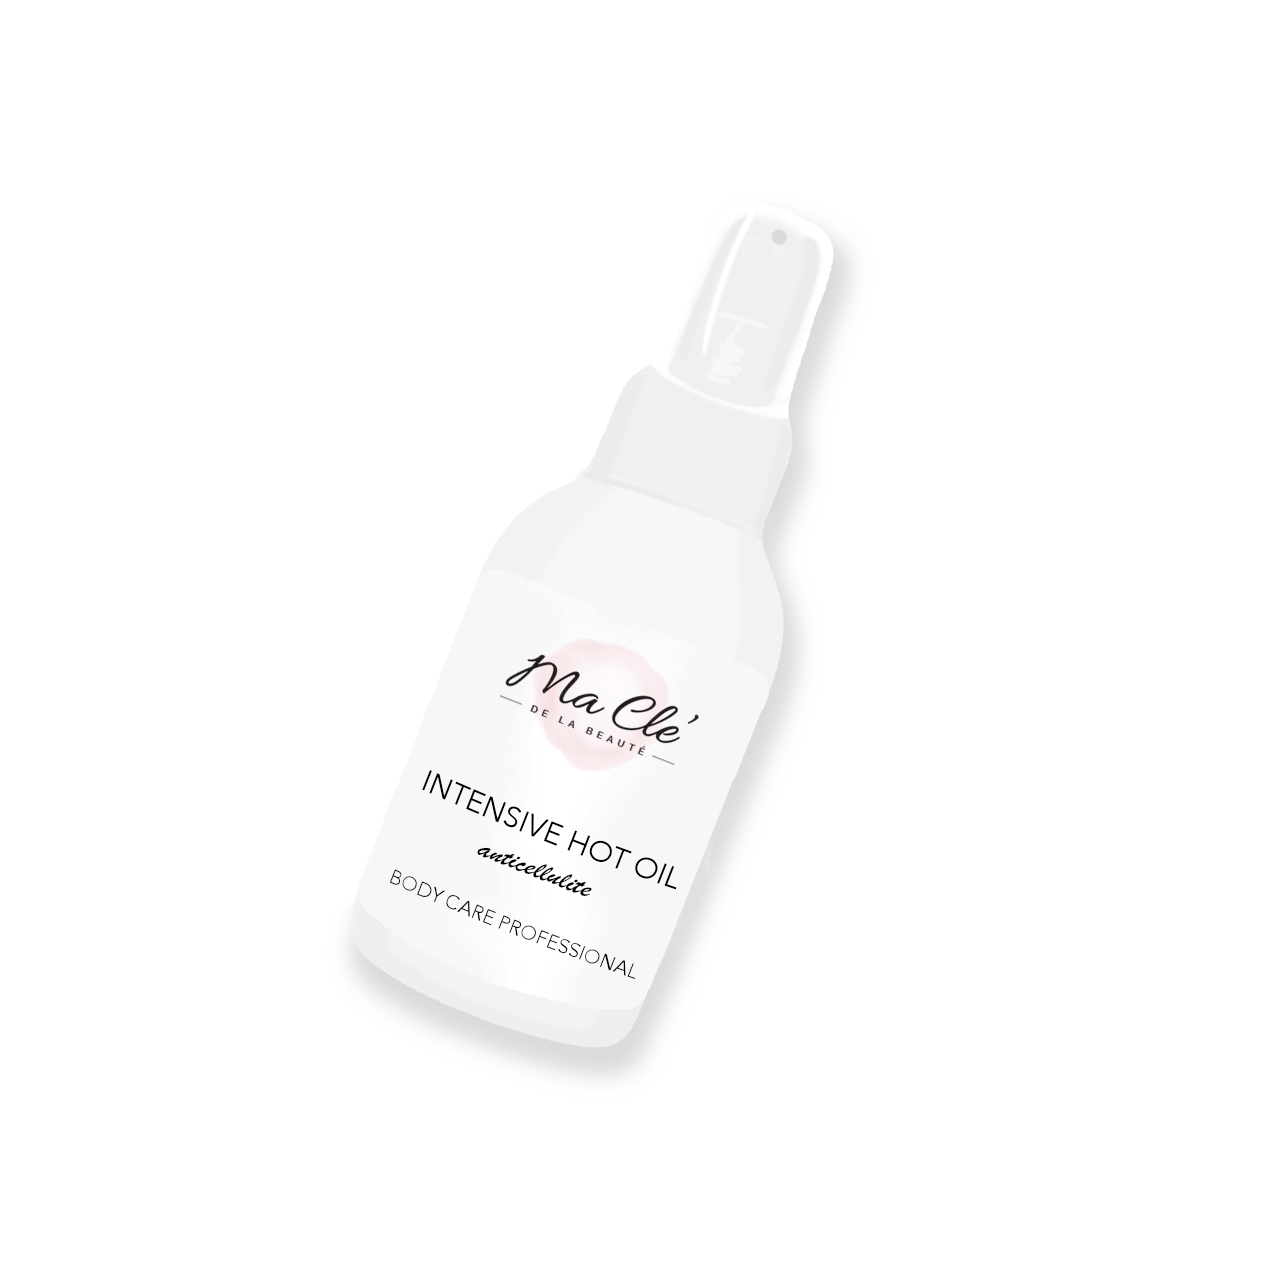 Ma Clé
DE LA BEAUTÉ
INTENSIVE HOT OIL
anticellulite
BODY CARE PROFESSIONAL